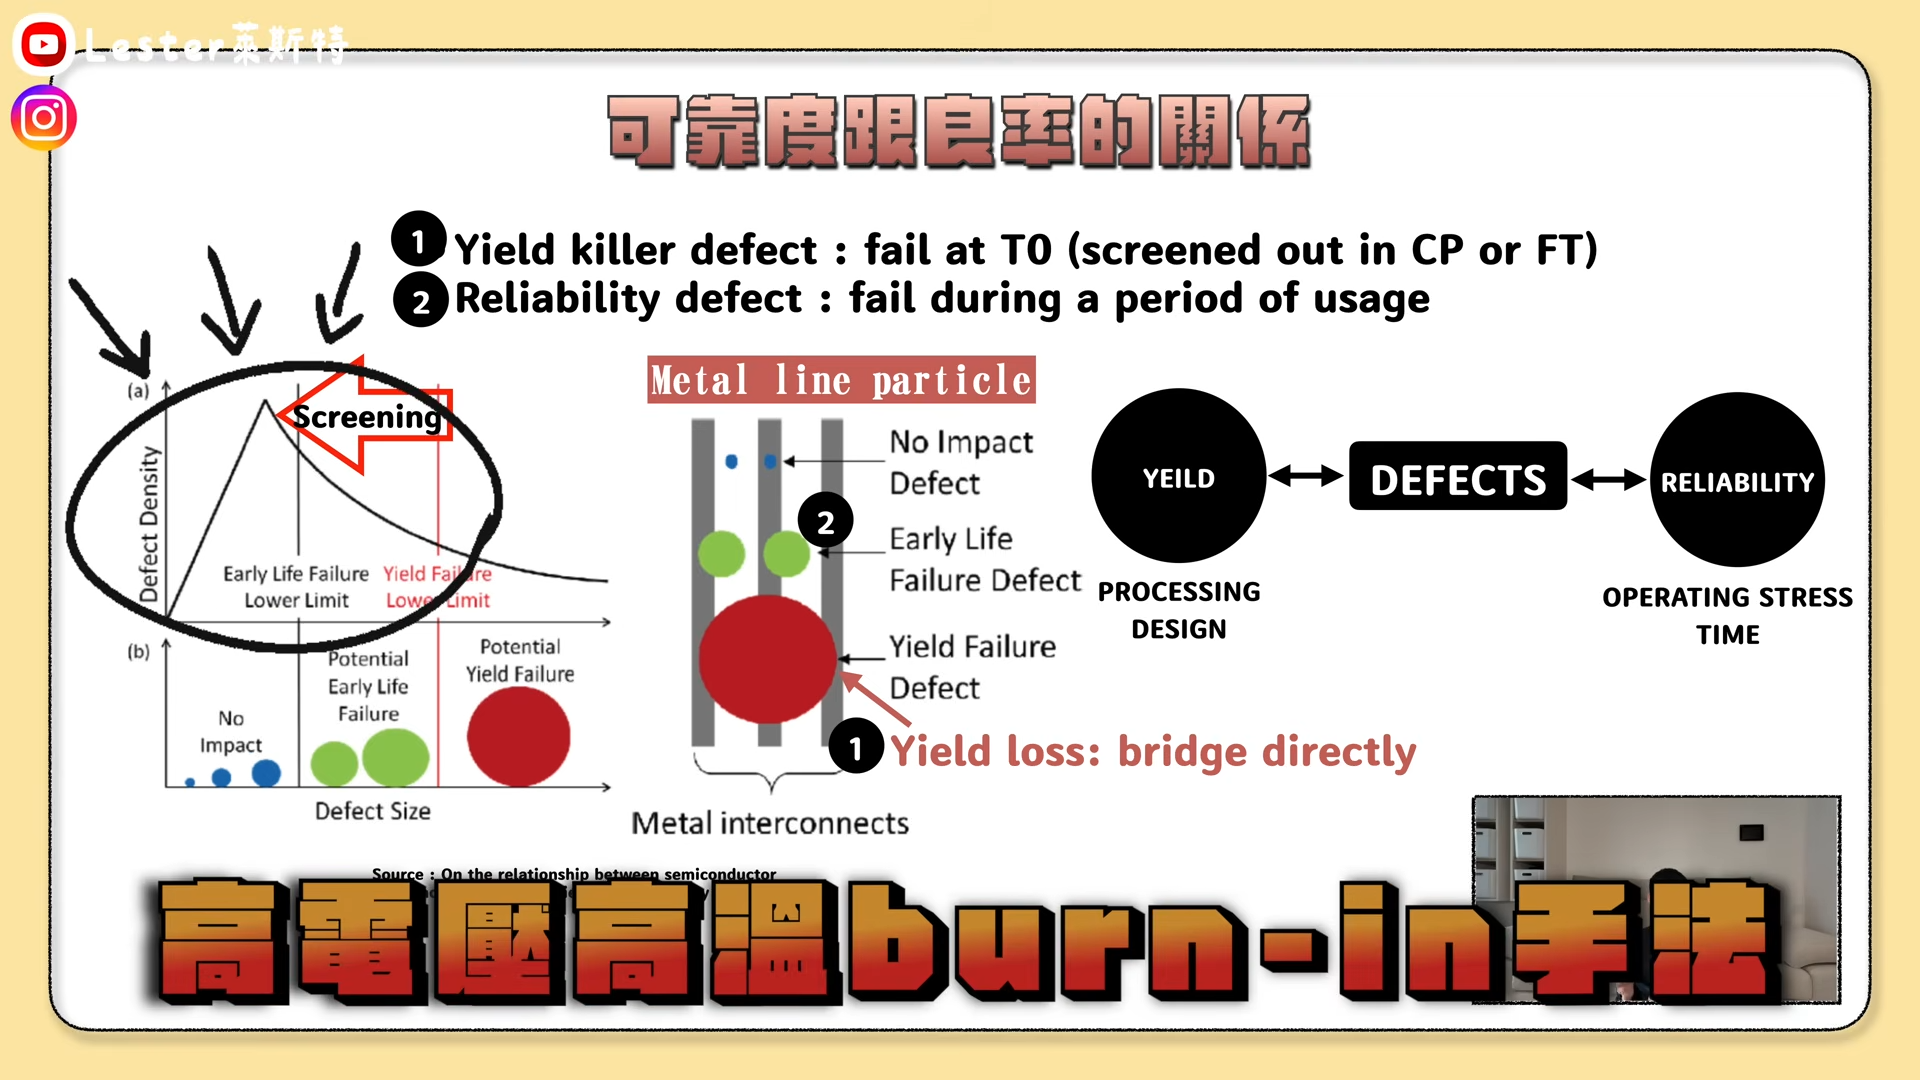 Lester萊斯特
可靠度跟良率的關係
1 Yield killer defect : fail at T0 (screened out in CP or FT)
2 Reliability defect : fail during a period of usage
(a)
Defect Density
Screening
Early Life Failure
Lower Limit
Yield Failure
Lower Limit
(b)
No
Impact
Potential
Early Life
Failure
Potential
Yield Failure
Defect Size
Metal line particle
No Impact
Defect
2
Early Life
Failure Defect
Yield Failure
Defect
1 Yield loss: bridge directly
Metal interconnects
YEILD
DEFECTS
RELIABILITY
PROCESSING
DESIGN
OPERATING STRESS
TIME
Source : On the relationship between semiconductor
高電壓高溫burn-in手法